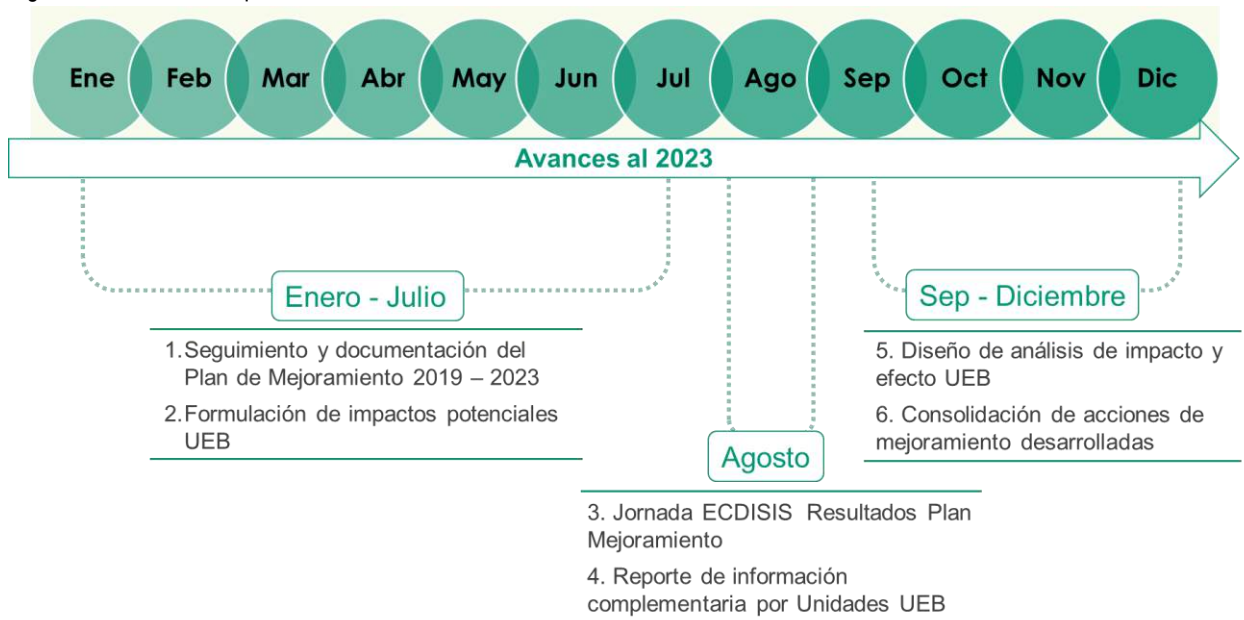 Ene Feb Mar Abr May Jun Jul Ago Sep Oct Nov Dic
Avances al 2023
Enero - Julio
1.Seguimiento y documentación del
Plan de Mejoramiento 2019 – 2023
2.Formulación de impactos potenciales
UEB
Agosto
3. Jornada ECDISIS Resultados Plan
Mejoramiento
4. Reporte de información
complementaria por Unidades UEB
Sep - Diciembre
5. Diseño de análisis de impacto y
efecto UEB
6. Consolidación de acciones de
mejoramiento desarrolladas